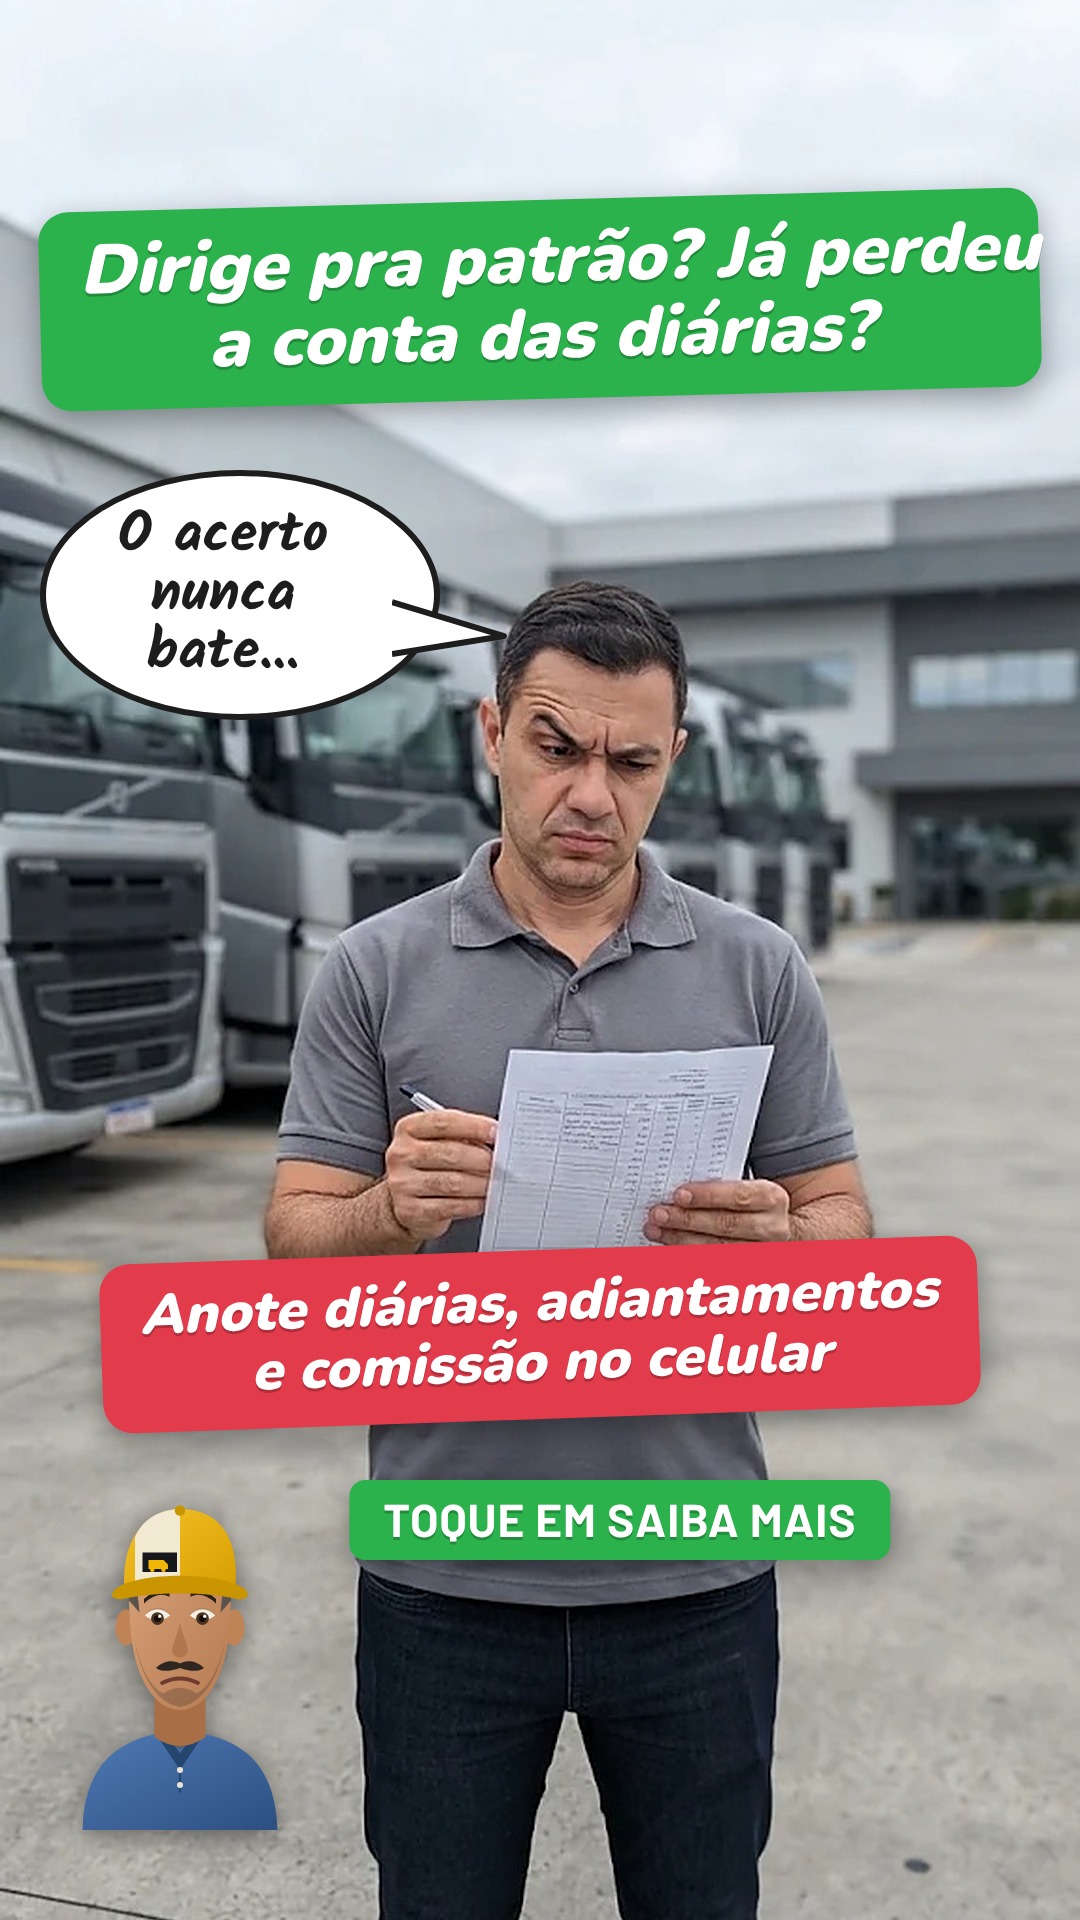 Dirige pra patrão? Já perdeu
a conta das diárias?
O acerto
nunca
bate...
Anote diárias, adiantamentos
e comissão no celular
TOQUE EM SAIBA MAIS